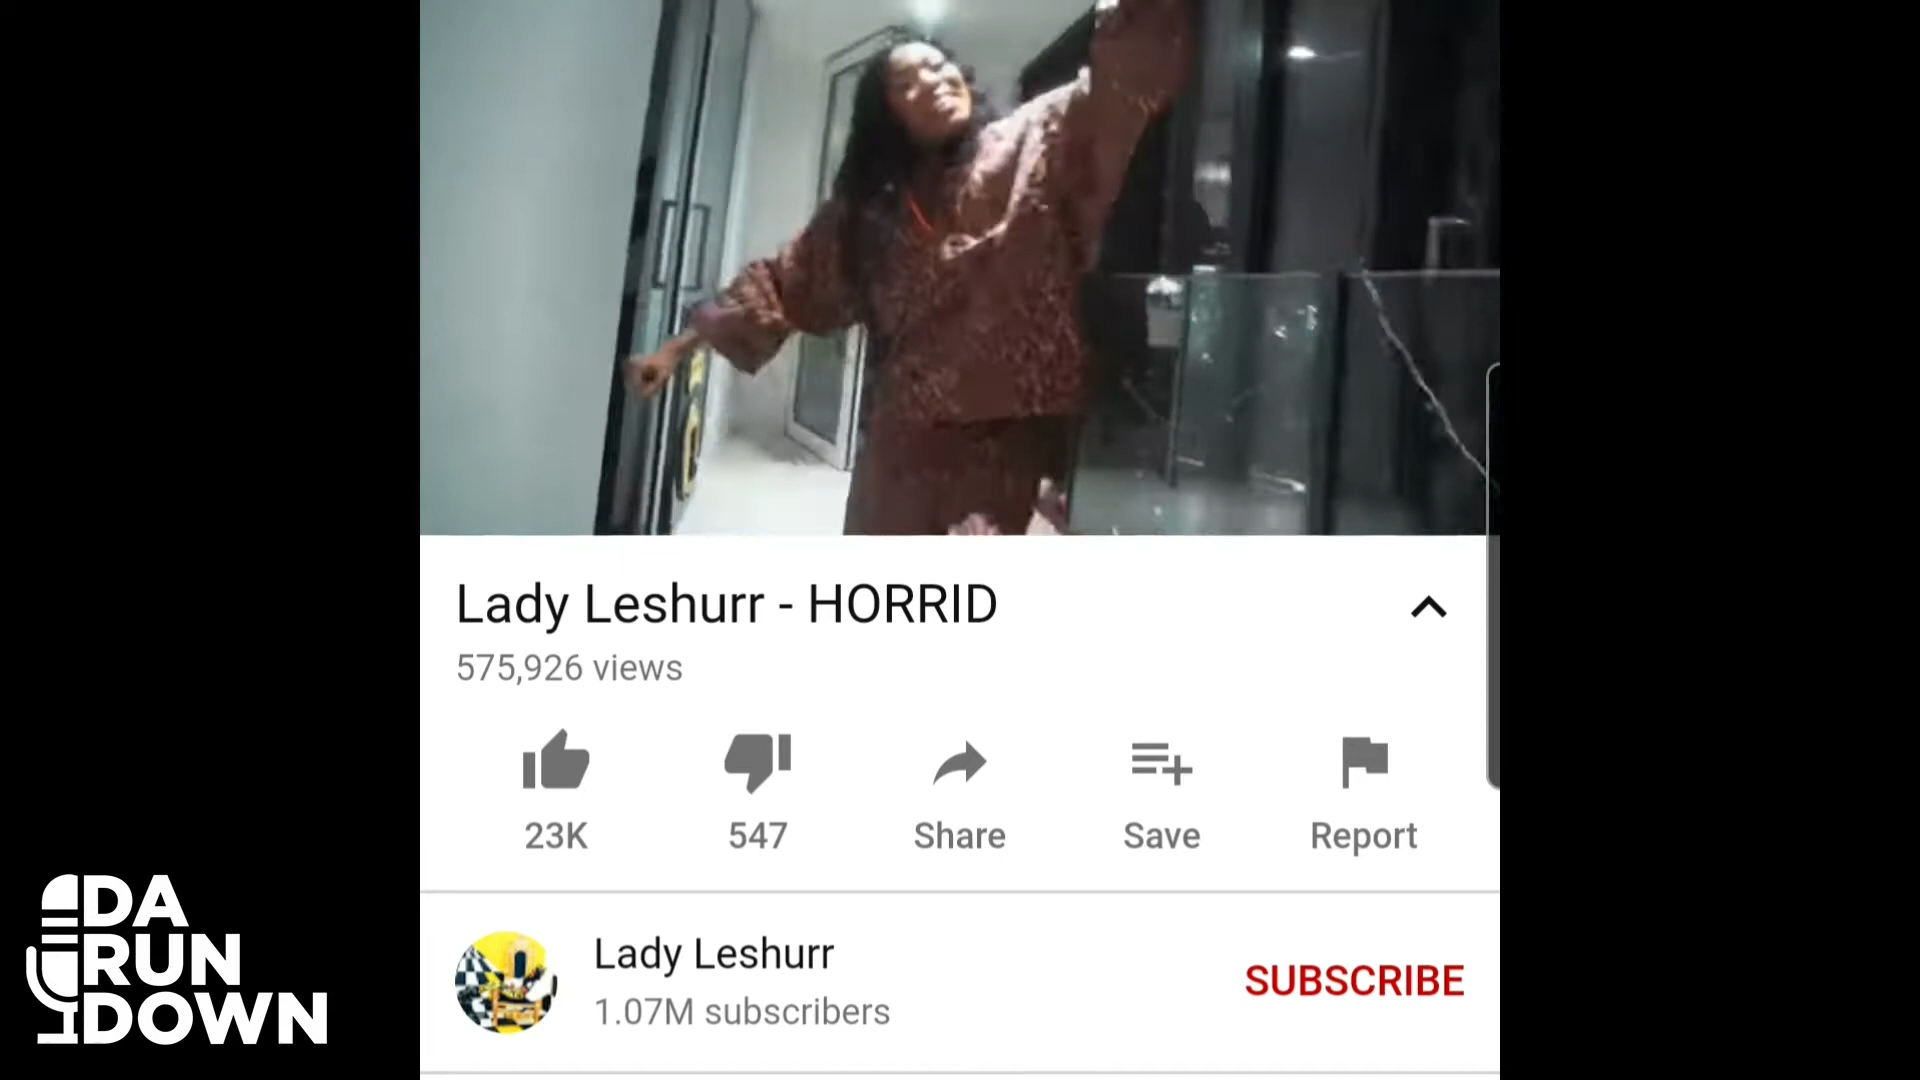 Lady Leshurr - HORRID
575,926 views
23K
547
Share
Save
Report
Lady Leshurr
1.07M subscribers
SUBSCRIBE
DA
RUN
DOWN